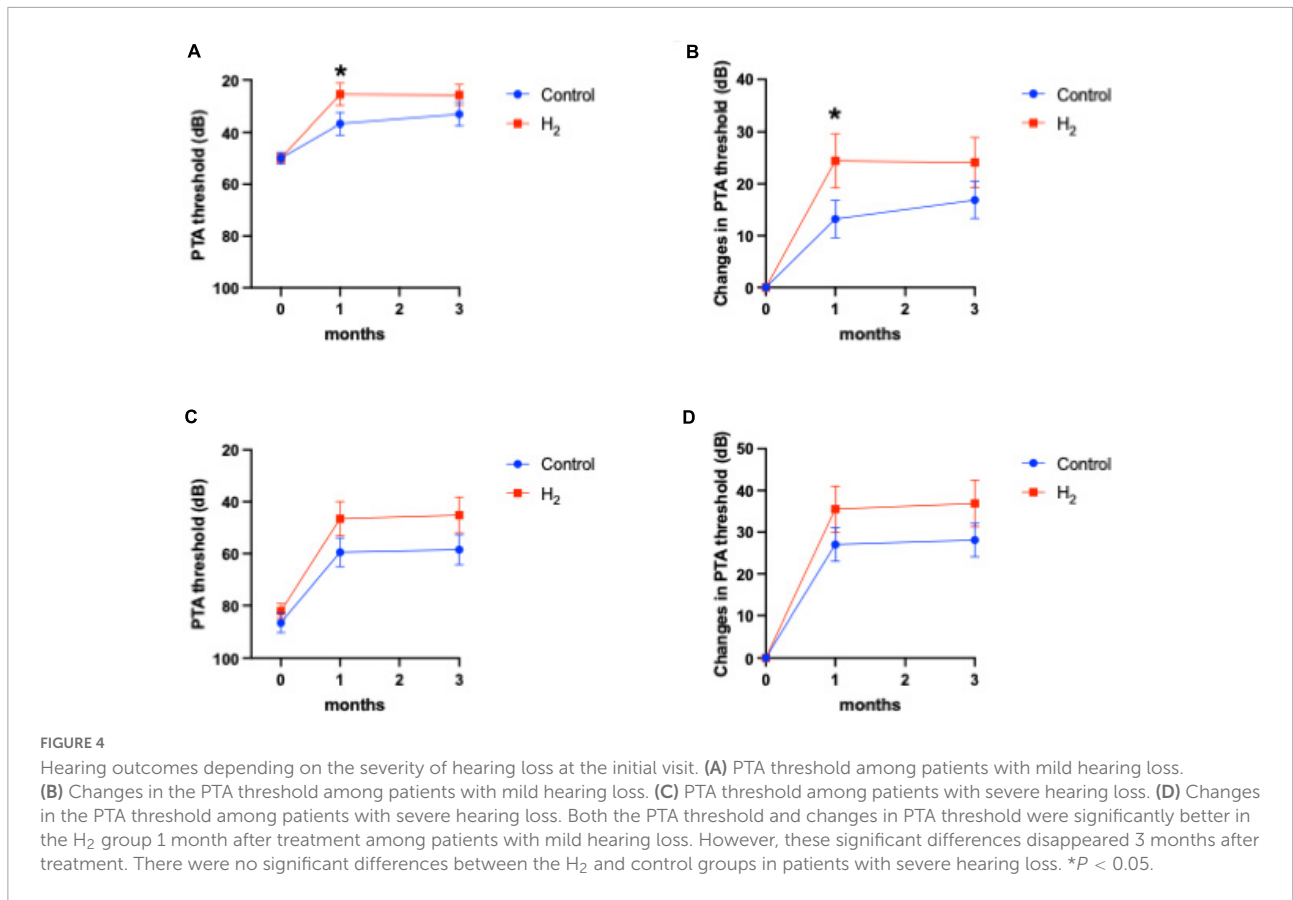 A
*
20
40
60
80
100
PTA threshold (dB)
0 1 2 3
months
Control
H₂
B
*
40
30
20
10
0
Changes in PTA threshold (dB)
0 1 2 3
months
Control
H₂
C
20
40
60
80
100
PTA threshold (dB)
0 1 2 3
months
Control
H₂
D
50
40
30
20
10
0
Changes in PTA threshold (dB)
0 1 2 3
months
Control
H₂
FIGURE 4
Hearing outcomes depending on the severity of hearing loss at the initial visit. (A) PTA threshold among patients with mild hearing loss.
(B) Changes in the PTA threshold among patients with mild hearing loss. (C) PTA threshold among patients with severe hearing loss. (D) Changes
in the PTA threshold among patients with severe hearing loss. Both the PTA threshold and changes in PTA threshold were significantly better in
the H₂ group 1 month after treatment among patients with mild hearing loss. However, these significant differences disappeared 3 months after
treatment. There were no significant differences between the H₂ and control groups in patients with severe hearing loss. *P < 0.05.